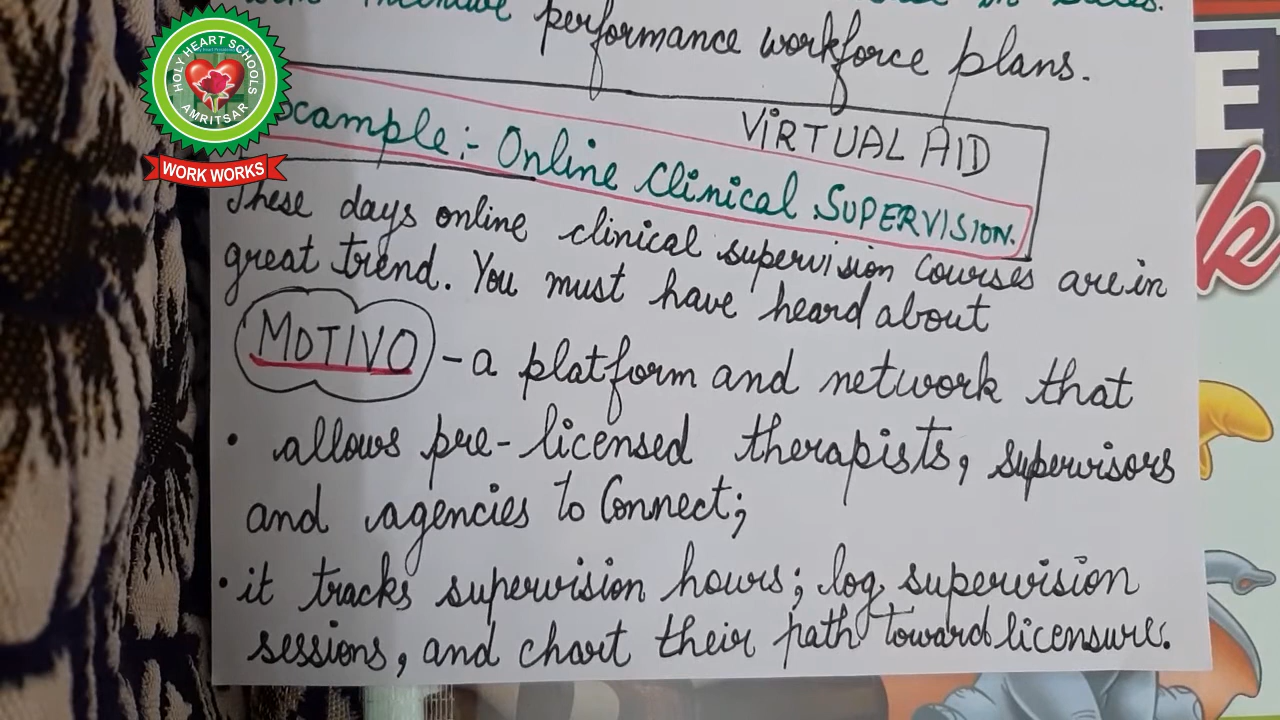 performance workforce plans.
VIRTUAL AID
Online Clinical SUPERVISION.
These days online clinical supervision courses are in
great trend. You must have heard about
MOTIVO - a platform and network that
• allows pre-licensed therapists, supervisors
and agencies to Connect;
• it tracks supervision hours; log supervision
sessions, and chart their path toward licensure.
HOLY HEART SCHOOLS
AMRITSAR
WORK WORKS
E
k